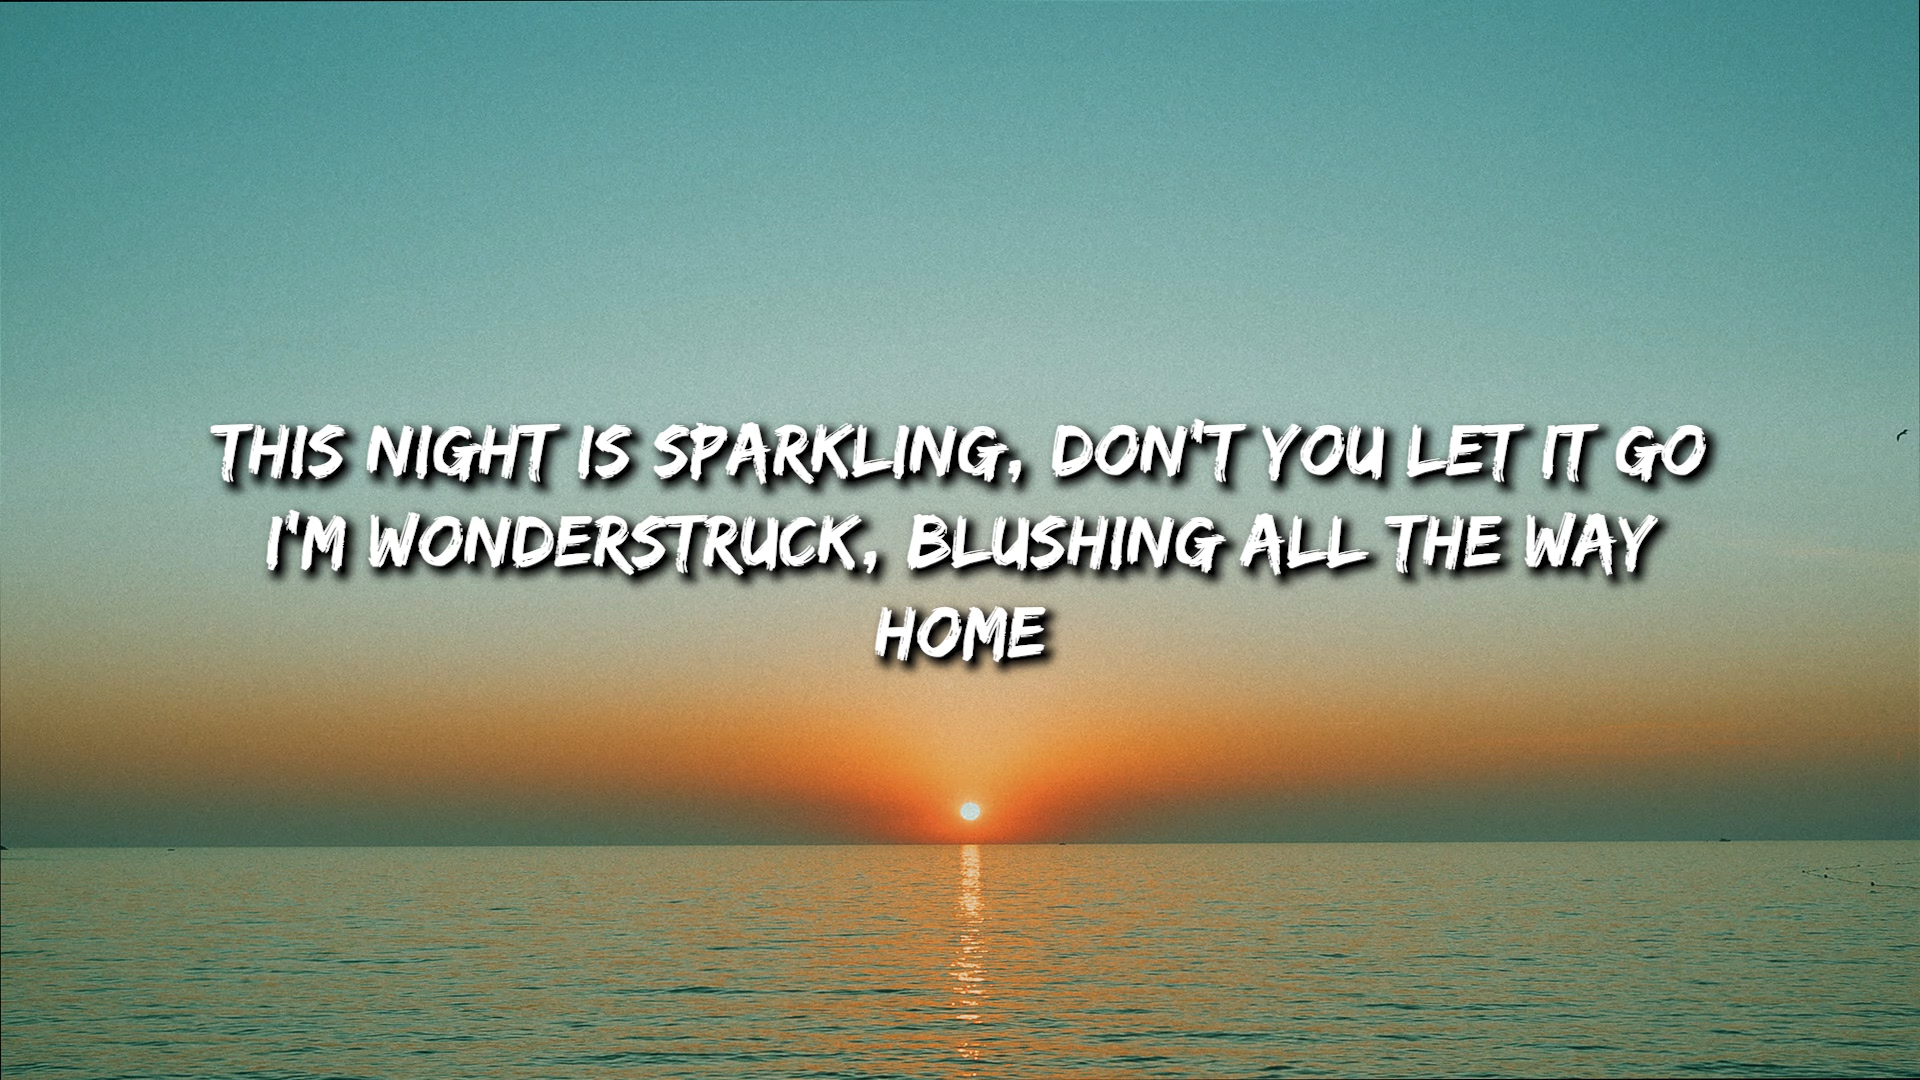 THIS NIGHT IS SPARKLING, DON'T YOU LET IT GO
I'M WONDERSTRUCK, BLUSHING ALL THE WAY
HOME